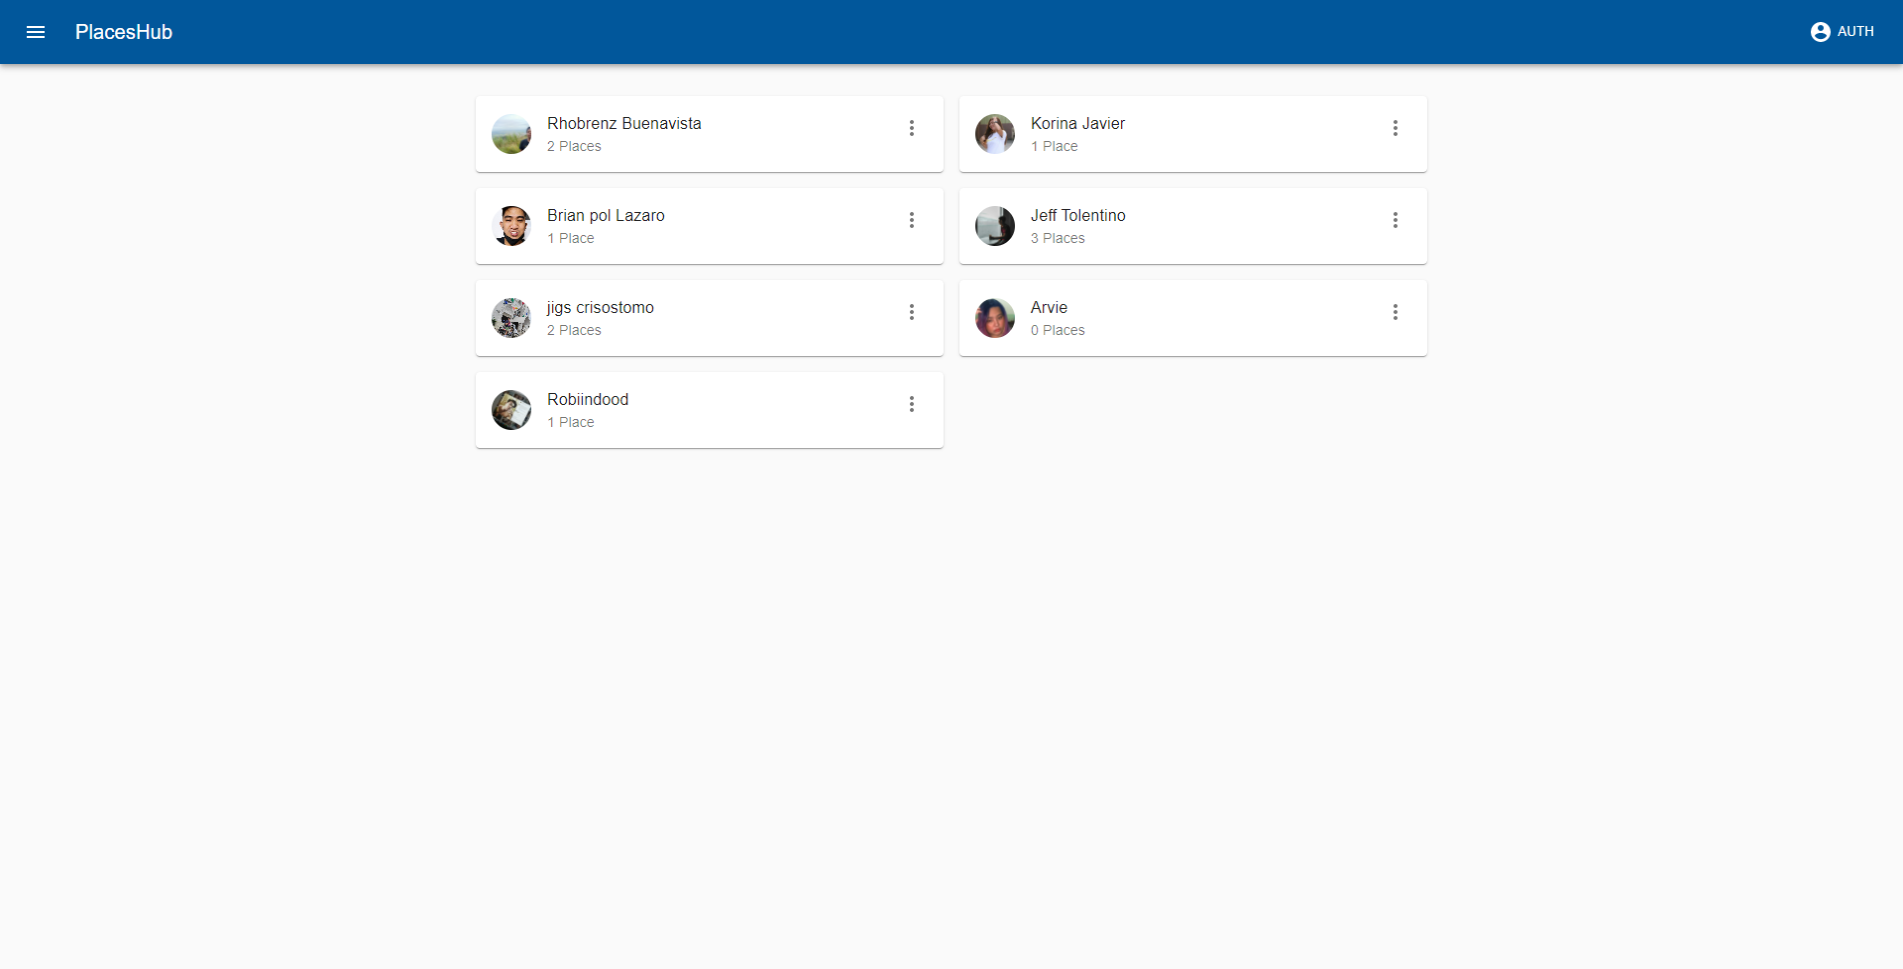 PlacesHub
AUTH
Rhobrenz Buenavista
2 Places
Korina Javier
1 Place
Brian pol Lazaro
1 Place
Jeff Tolentino
3 Places
jigs crisostomo
2 Places
Arvie
0 Places
Robiindood
1 Place